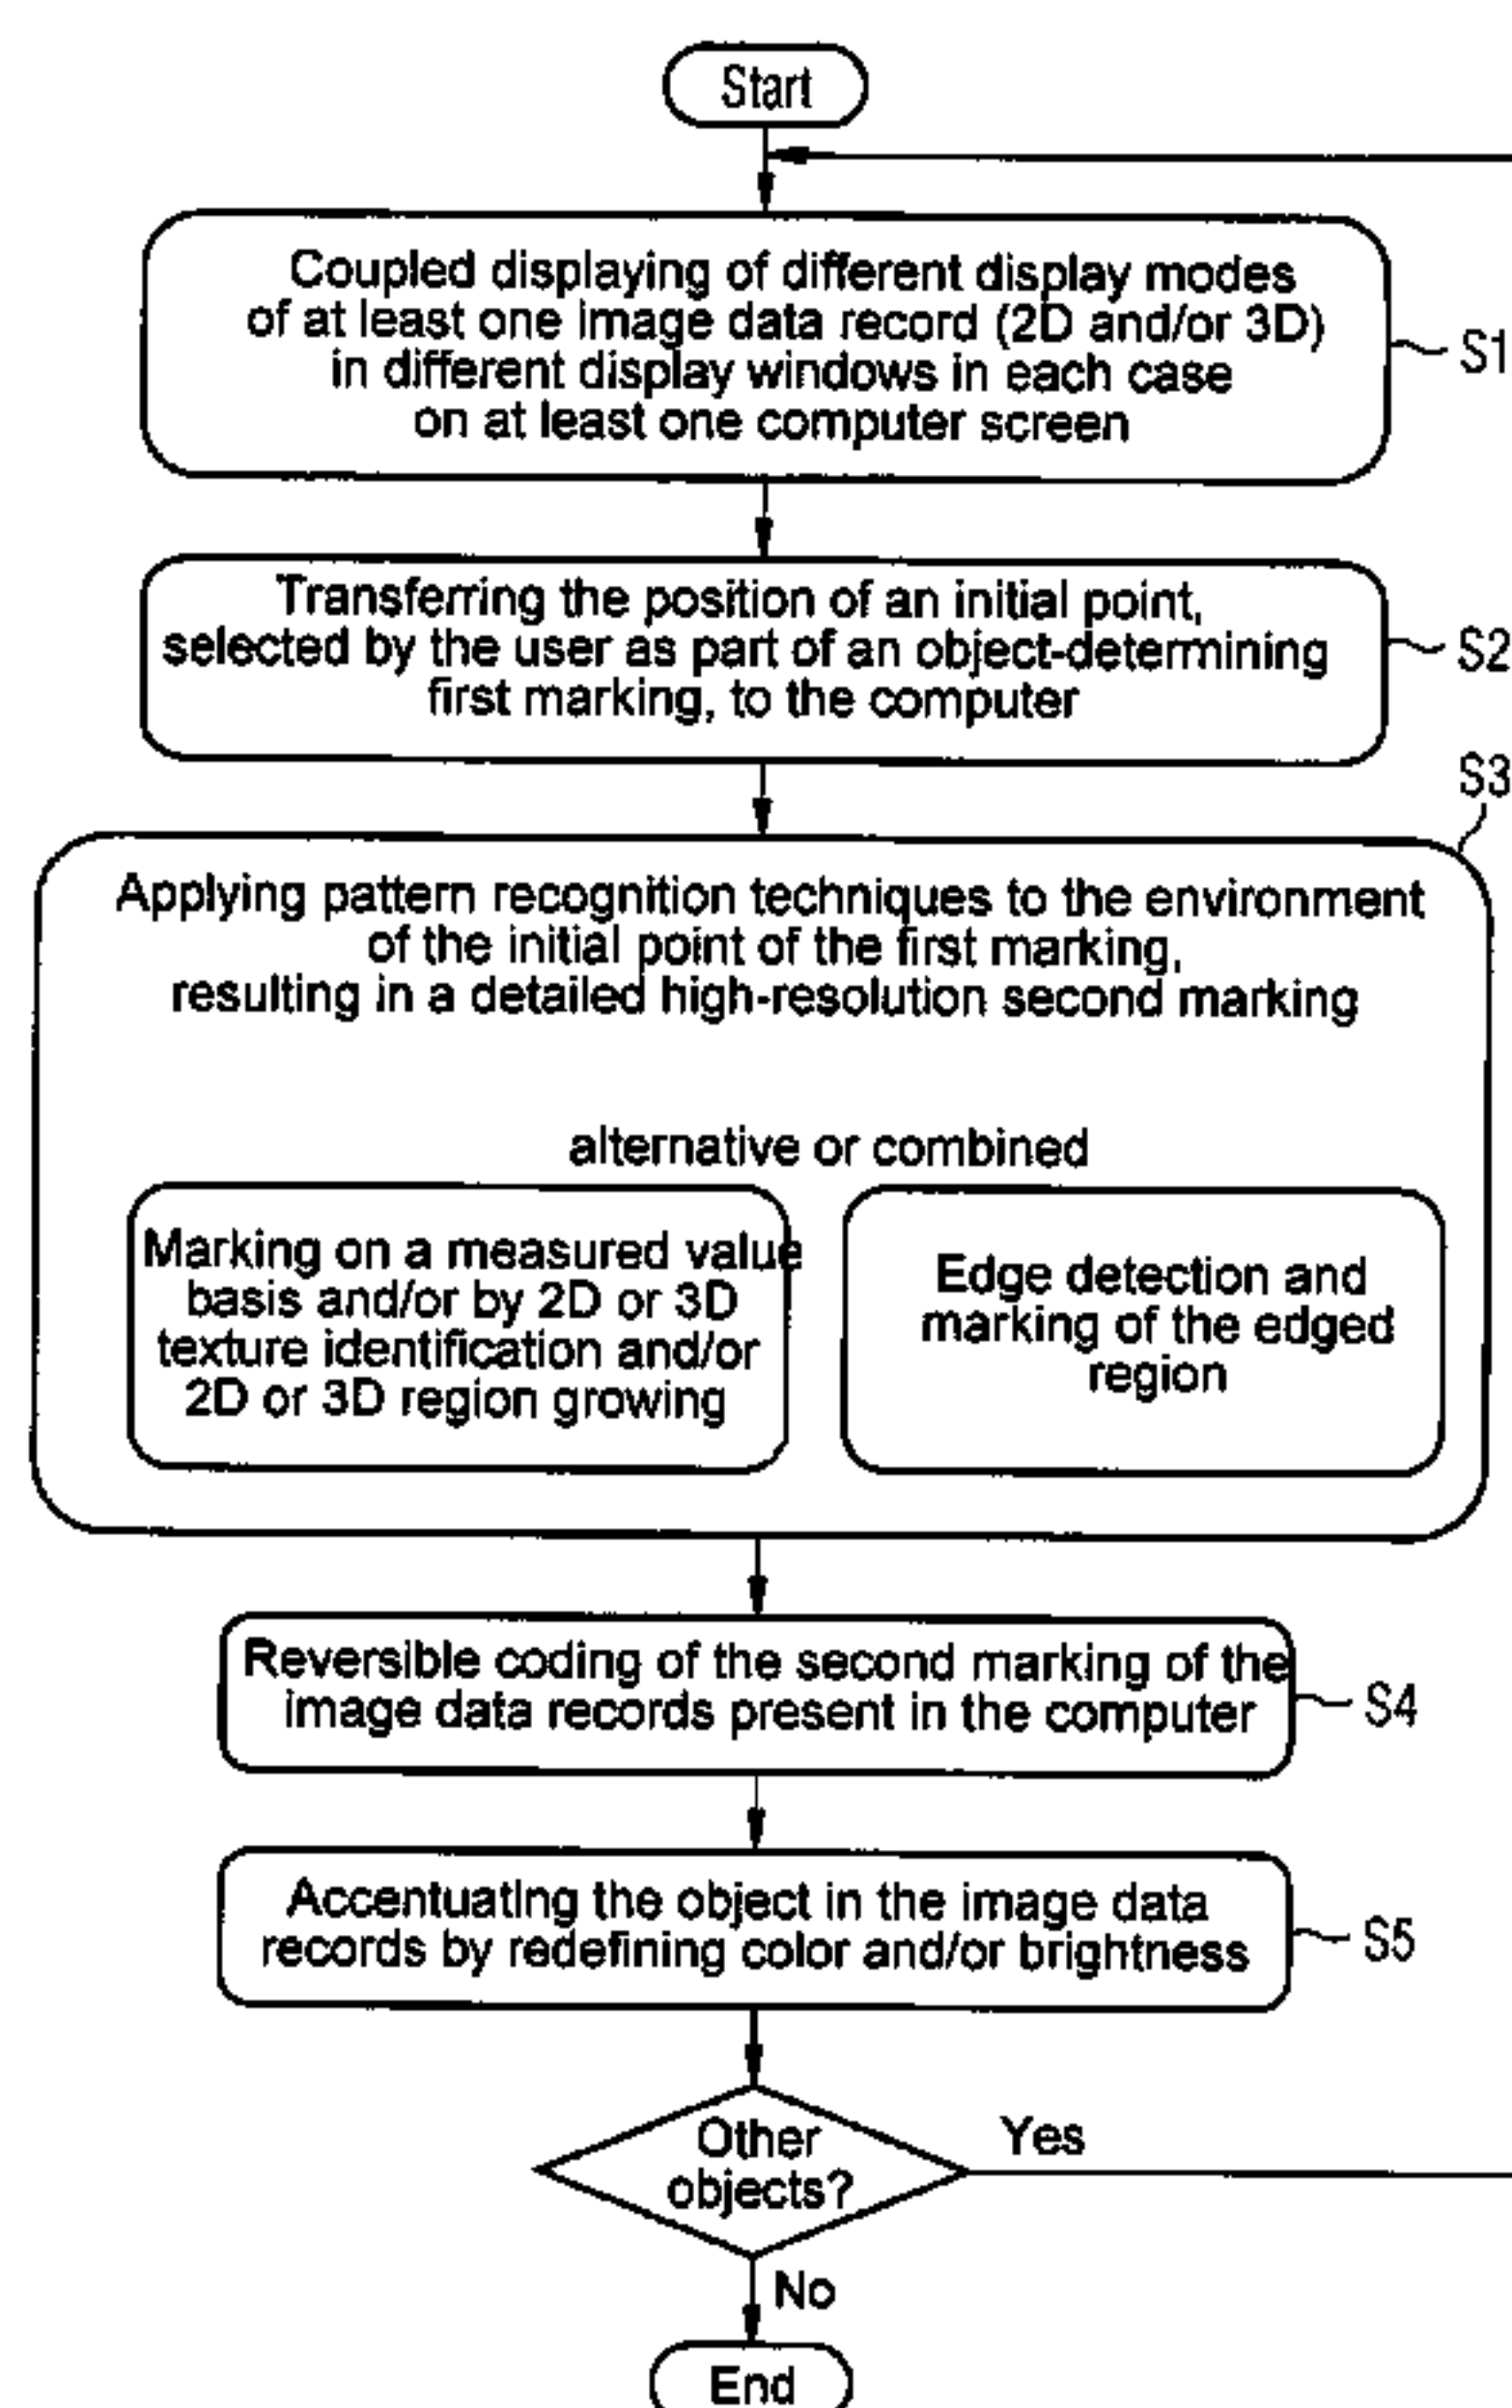 Start
Coupled displaying of different display modes
of at least one image data record (2D and/or 3D)
in different display windows in each case
on at least one computer screen
S1
Transferring the position of an initial point,
selected by the user as part of an object-determining
first marking, to the computer
S2
S3
Applying pattern recognition techniques to the environment
of the initial point of the first marking,
resulting in a detailed high-resolution second marking
alternative or combined
Marking on a measured value
basis and/or by 2D or 3D
texture identification and/or
2D or 3D region growing
Edge detection and
marking of the edged
region
Reversible coding of the second marking of the
image data records present in the computer
S4
Accentuating the object in the image data
records by redefining color and/or brightness
S5
Other
objects?
Yes
No
End